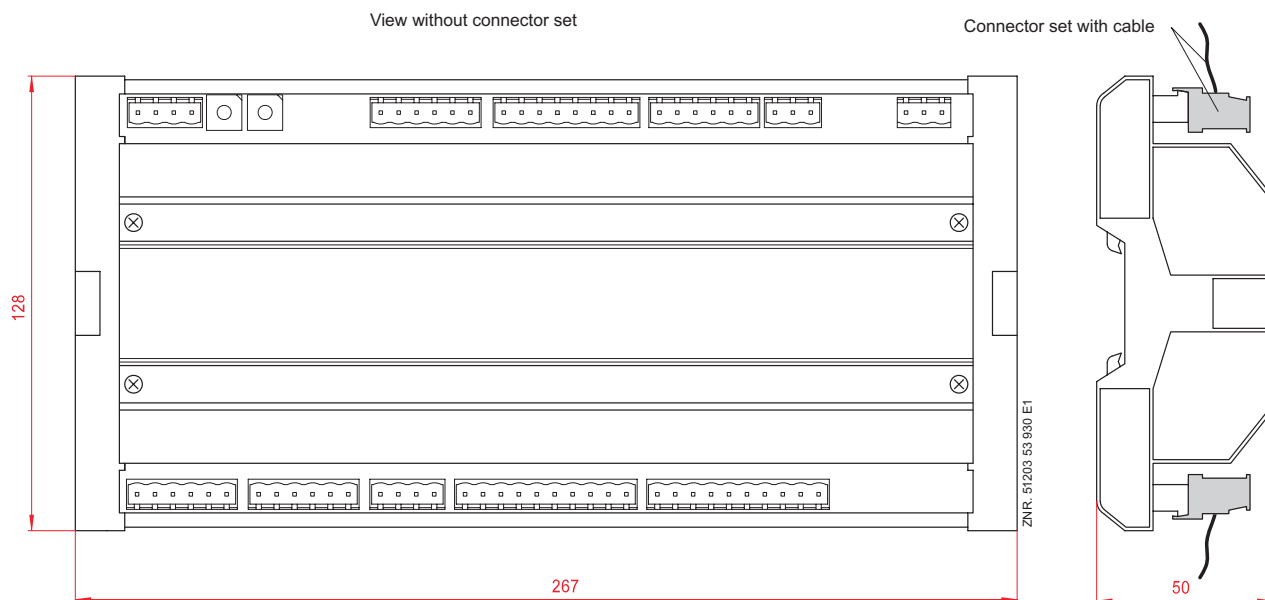 View without connector set
Connector set with cable
128
ZNR. 51203 53 930 E1
267
50